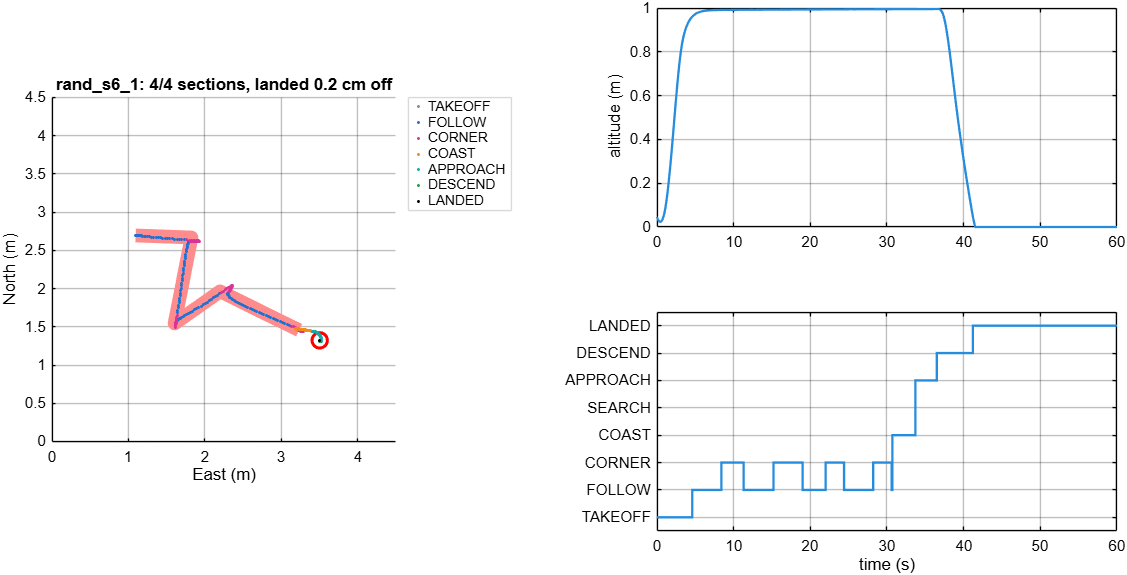 rand_s6_1: 4/4 sections, landed 0.2 cm off
4.5
4
3.5
3
2.5
2
1.5
1
0.5
0
0 1 2 3 4
East (m)
North (m)
TAKEOFF
FOLLOW
CORNER
COAST
APPROACH
DESCEND
LANDED
1
0.8
0.6
0.4
0.2
0
0 10 20 30 40 50 60
altitude (m)
LANDED
DESCEND
APPROACH
SEARCH
COAST
CORNER
FOLLOW
TAKEOFF
0 10 20 30 40 50 60
time (s)